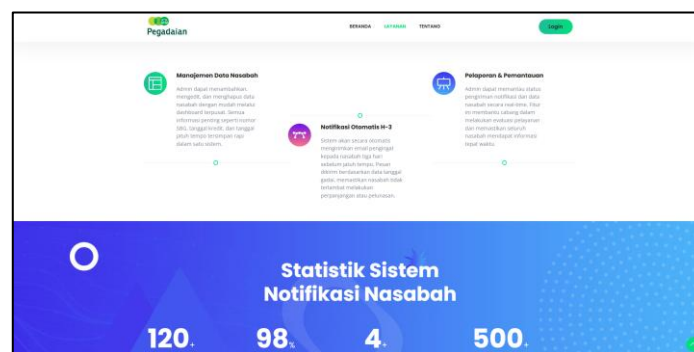 Pegadaian
BERANDA LAYANAN TENTANG
Login
Manajemen Data Nasabah
Admin dapat menambahkan,
mengedit, dan menghapus data
nasabah dengan mudah melalui
dashboard terpusat. Semua
informasi penting seperti nomor
SBG, tanggal kredit, dan tanggal
jatuh tempo tersimpan rapi
dalam satu sistem.
Notifikasi Otomatis H-3
Sistem akan secara otomatis
mengirimkan email pengingat
kepada nasabah tiga hari
sebelum jatuh tempo. Pesan
dikirim berdasarkan data tanggal
gadai, memastikan nasabah tidak
terlambat melakukan
perpanjangan atau pelunasan.
Pelaporan & Pemantauan
Admin dapat memantau status
pengiriman notifikasi dan data
nasabah secara real-time. Fitur
ini membantu cabang dalam
melakukan evaluasi pelayanan
dan memastikan seluruh
nasabah mendapat informasi
tepat waktu.
Statistik Sistem
Notifikasi Nasabah
120+ 98% 4+ 500+